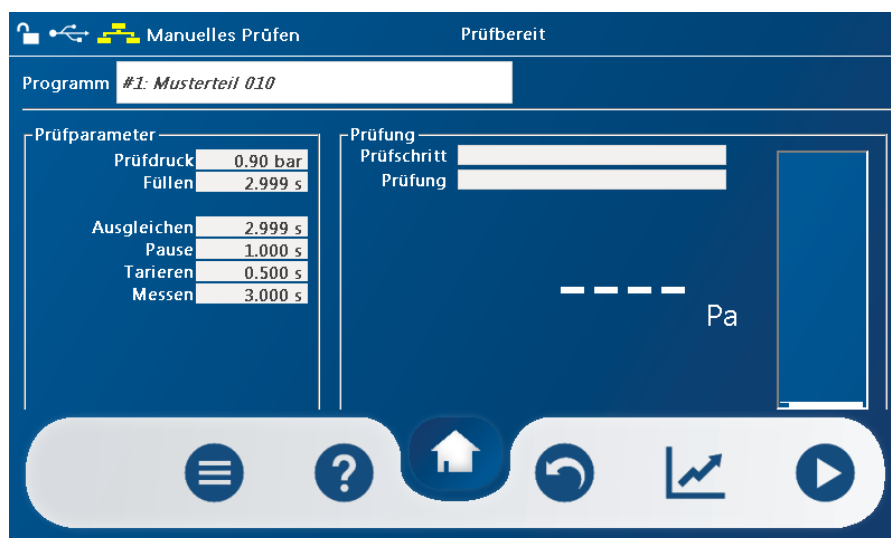 Manuelles Prüfen Prüfbereit
Programm #1: Musterteil 010
Prüfparameter
Prüfdruck 0.90 bar
Füllen 2.999 s
Ausgleichen 2.999 s
Pause 1.000 s
Tarieren 0.500 s
Messen 3.000 s
Prüfung
Prüfschritt
Prüfung
– – – –
Pa
?